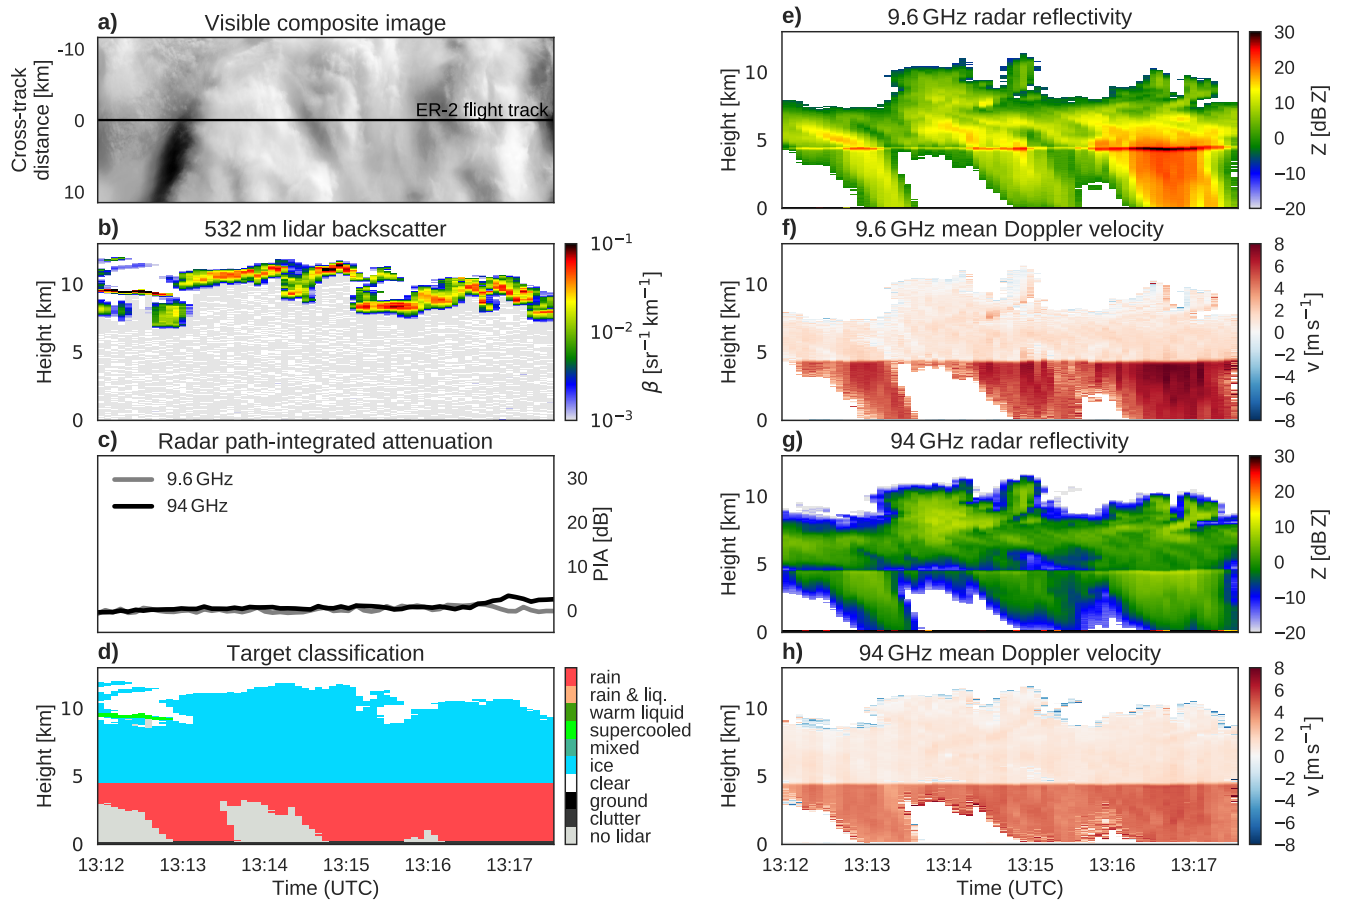 a) Visible composite image
-10
0
10
Cross-track
distance [km]
ER-2 flight track
b) 532 nm lidar backscatter
10
5
0
Height [km]
10⁻¹
10⁻²
10⁻³
β [sr⁻¹ km⁻¹]
c) Radar path-integrated attenuation
9.6 GHz
94 GHz
30
20
10
0
PIA [dB]
d) Target classification
10
5
0
Height [km]
rain
rain & liq.
warm liquid
supercooled
mixed
ice
clear
ground
clutter
no lidar
13:12 13:13 13:14 13:15 13:16 13:17
Time (UTC)
e) 9.6 GHz radar reflectivity
10
5
0
Height [km]
30
20
10
0
−10
−20
Z [dB Z]
f) 9.6 GHz mean Doppler velocity
10
5
0
Height [km]
8
6
4
2
0
−2
−4
−6
−8
v [m s⁻¹]
g) 94 GHz radar reflectivity
10
5
0
Height [km]
30
20
10
0
−10
−20
Z [dB Z]
h) 94 GHz mean Doppler velocity
10
5
0
Height [km]
8
6
4
2
0
−2
−4
−6
−8
v [m s⁻¹]
13:12 13:13 13:14 13:15 13:16 13:17
Time (UTC)